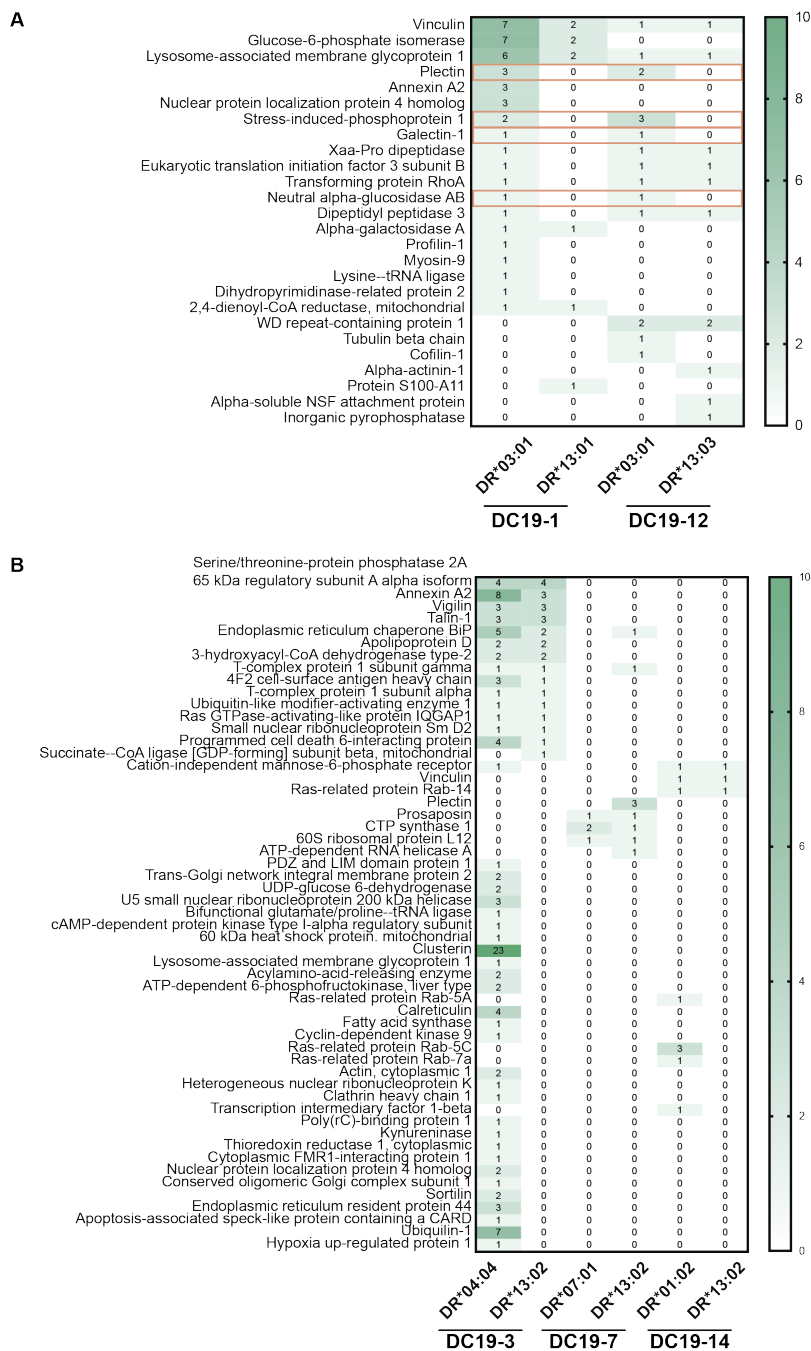 A
Vinculin 7 2 1 1
Glucose-6-phosphate isomerase 7 2 0 0
Lysosome-associated membrane glycoprotein 1 6 2 1 1
Plectin 3 0 2 0
Annexin A2 3 0 0 0
Nuclear protein localization protein 4 homolog 3 0 0 0
Stress-induced-phosphoprotein 1 2 0 3 0
Galectin-1 1 0 1 0
Xaa-Pro dipeptidase 1 0 1 1
Eukaryotic translation initiation factor 3 subunit B 1 0 1 1
Transforming protein RhoA 1 0 1 1
Neutral alpha-glucosidase AB 1 0 1 0
Dipeptidyl peptidase 3 1 0 1 1
Alpha-galactosidase A 1 1 0 0
Profilin-1 1 0 0 0
Myosin-9 1 0 0 0
Lysine--tRNA ligase 1 0 0 0
Dihydropyrimidinase-related protein 2 1 0 0 0
2,4-dienoyl-CoA reductase, mitochondrial 1 1 0 0
WD repeat-containing protein 1 0 0 2 2
Tubulin beta chain 0 0 1 0
Cofilin-1 0 0 1 0
Alpha-actinin-1 0 0 0 1
Protein S100-A11 0 1 0 0
Alpha-soluble NSF attachment protein 0 0 0 1
Inorganic pyrophosphatase 0 0 0 1
10
8
6
4
2
0
DR*03:01 DR*13:01 DR*03:01 DR*13:03
DC19-1 DC19-12
B
Serine/threonine-protein phosphatase 2A
65 kDa regulatory subunit A alpha isoform 4 4 0 0 0 0
Annexin A2 8 3 0 0 0 0
Vigilin 3 3 0 0 0 0
Talin-1 3 3 0 0 0 0
Endoplasmic reticulum chaperone BiP 5 2 0 1 0 0
Apolipoprotein D 2 2 0 0 0 0
3-hydroxyacyl-CoA dehydrogenase type-2 2 2 0 0 0 0
T-complex protein 1 subunit gamma 1 1 0 1 0 0
4F2 cell-surface antigen heavy chain 3 1 0 0 0 0
T-complex protein 1 subunit alpha 1 1 0 0 0 0
Ubiquitin-like modifier-activating enzyme 1 1 1 0 0 0 0
Ras GTPase-activating-like protein IQGAP1 1 1 0 0 0 0
Small nuclear ribonucleoprotein Sm D2 1 1 0 0 0 0
Programmed cell death 6-interacting protein 4 1 0 0 0 0
Succinate--CoA ligase [GDP-forming] subunit beta, mitochondrial 0 1 0 0 0 0
Cation-independent mannose-6-phosphate receptor 1 0 0 0 1 1
Vinculin 0 0 0 0 1 1
Ras-related protein Rab-14 0 0 0 0 1 1
Plectin 0 0 0 3 0 0
Prosaposin 0 0 1 1 0 0
CTP synthase 1 0 0 2 1 0 0
60S ribosomal protein L12 0 0 1 1 0 0
ATP-dependent RNA helicase A 0 0 0 1 0 0
PDZ and LIM domain protein 1 1 0 0 0 0 0
Trans-Golgi network integral membrane protein 2 2 0 0 0 0 0
UDP-glucose 6-dehydrogenase 2 0 0 0 0 0
U5 small nuclear ribonucleoprotein 200 kDa helicase 3 0 0 0 0 0
Bifunctional glutamate/proline--tRNA ligase 1 0 0 0 0 0
cAMP-dependent protein kinase type I-alpha regulatory subunit 1 0 0 0 0 0
60 kDa heat shock protein. mitochondrial 1 0 0 0 0 0
Clusterin 23 0 0 0 0 0
Lysosome-associated membrane glycoprotein 1 1 0 0 0 0 0
Acylamino-acid-releasing enzyme 2 0 0 0 0 0
ATP-dependent 6-phosphofructokinase, liver type 2 0 0 0 0 0
Ras-related protein Rab-5A 0 0 0 0 1 0
Calreticulin 4 0 0 0 0 0
Fatty acid synthase 1 0 0 0 0 0
Cyclin-dependent kinase 9 1 0 0 0 0 0
Ras-related protein Rab-5C 0 0 0 0 3 0
Ras-related protein Rab-7a 0 0 0 0 1 0
Actin, cytoplasmic 1 2 0 0 0 0 0
Heterogeneous nuclear ribonucleoprotein K 1 0 0 0 0 0
Clathrin heavy chain 1 1 0 0 0 0 0
Transcription intermediary factor 1-beta 0 0 0 0 1 0
Poly(rC)-binding protein 1 1 0 0 0 0 0
Kynureninase 1 0 0 0 0 0
Thioredoxin reductase 1, cytoplasmic 1 0 0 0 0 0
Cytoplasmic FMR1-interacting protein 1 1 0 0 0 0 0
Nuclear protein localization protein 4 homolog 2 0 0 0 0 0
Conserved oligomeric Golgi complex subunit 1 1 0 0 0 0 0
Sortilin 2 0 0 0 0 0
Endoplasmic reticulum resident protein 44 3 0 0 0 0 0
Apoptosis-associated speck-like protein containing a CARD 1 0 0 0 0 0
Ubiquilin-1 7 0 0 0 0 0
Hypoxia up-regulated protein 1 1 0 0 0 0 0
10
8
6
4
2
0
DR*04:04 DR*13:02 DR*07:01 DR*13:02 DR*01:02 DR*13:02
DC19-3 DC19-7 DC19-14